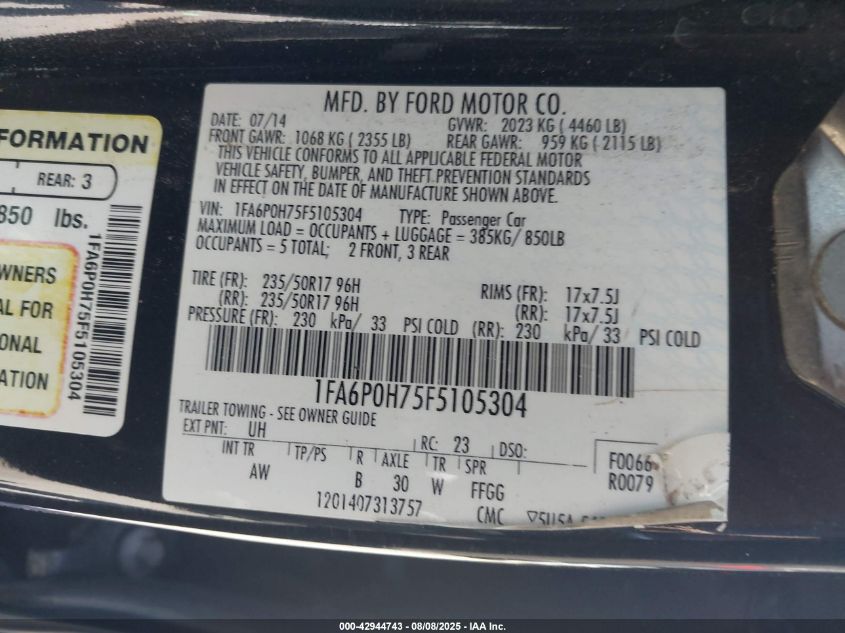 MFD. BY FORD MOTOR CO.
DATE: 07/14 GVWR: 2023 KG ( 4460 LB)
FRONT GAWR: 1068 KG ( 2355 LB) REAR GAWR: 959 KG ( 2115 LB)
THIS VEHICLE CONFORMS TO ALL APPLICABLE FEDERAL MOTOR
VEHICLE SAFETY, BUMPER, AND THEFT PREVENTION STANDARDS
IN EFFECT ON THE DATE OF MANUFACTURE SHOWN ABOVE.
VIN: 1FA6P0H75F5105304 TYPE: Passenger Car
MAXIMUM LOAD = OCCUPANTS + LUGGAGE = 385KG/ 850LB
OCCUPANTS = 5 TOTAL; 2 FRONT, 3 REAR
TIRE (FR): 235/50R17 96H RIMS (FR): 17x7.5J
(RR): 235/50R17 96H (RR): 17x7.5J
PRESSURE (FR): 230 kPa/ 33 PSI COLD (RR): 230 kPa/ 33 PSI COLD
1FA6P0H75F5105304
TRAILER TOWING - SEE OWNER GUIDE
EXT PNT: UH RC: 23 DSO:
INT TR TP/PS R AXLE TR SPR F0066
AW B 30 W FFGG R0079
1201407313757 CMC
FORMATION
REAR: 3
850 lbs.
WNERS
AL FOR
ONAL
ATION
1FA6P0H75F5105304
000-42944743 | 08/08/2025 - IAA Inc.